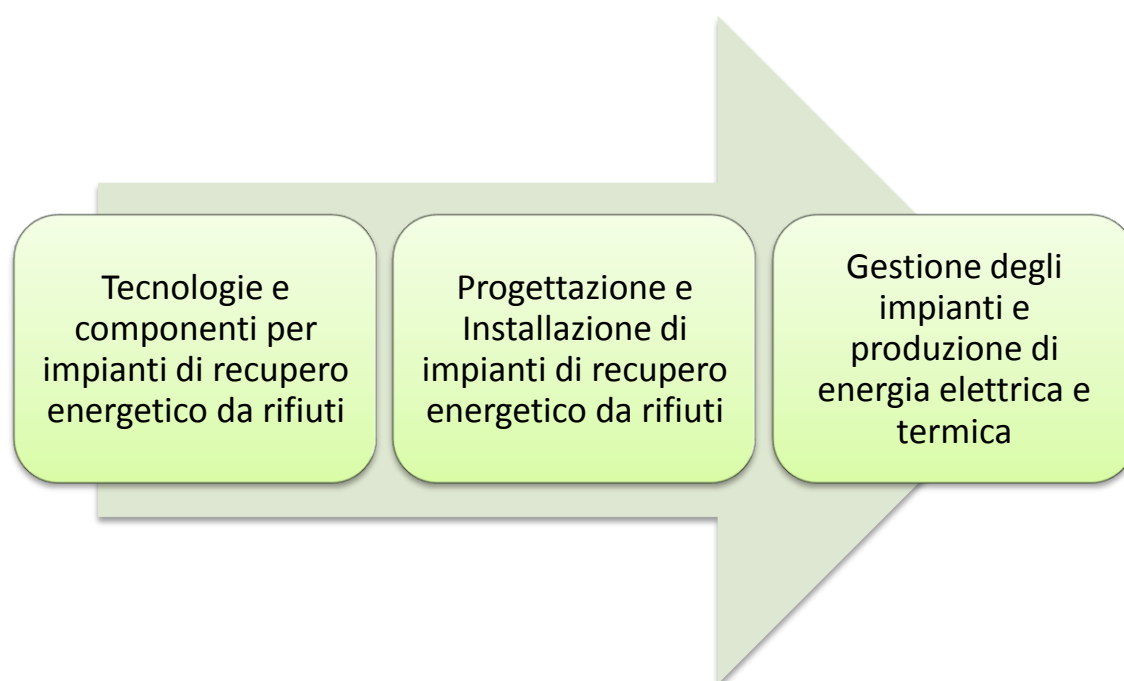 Tecnologie e
componenti per
impianti di recupero
energetico da rifiuti
Progettazione e
Installazione di
impianti di recupero
energetico da rifiuti
Gestione degli
impianti e
produzione di
energia elettrica e
termica